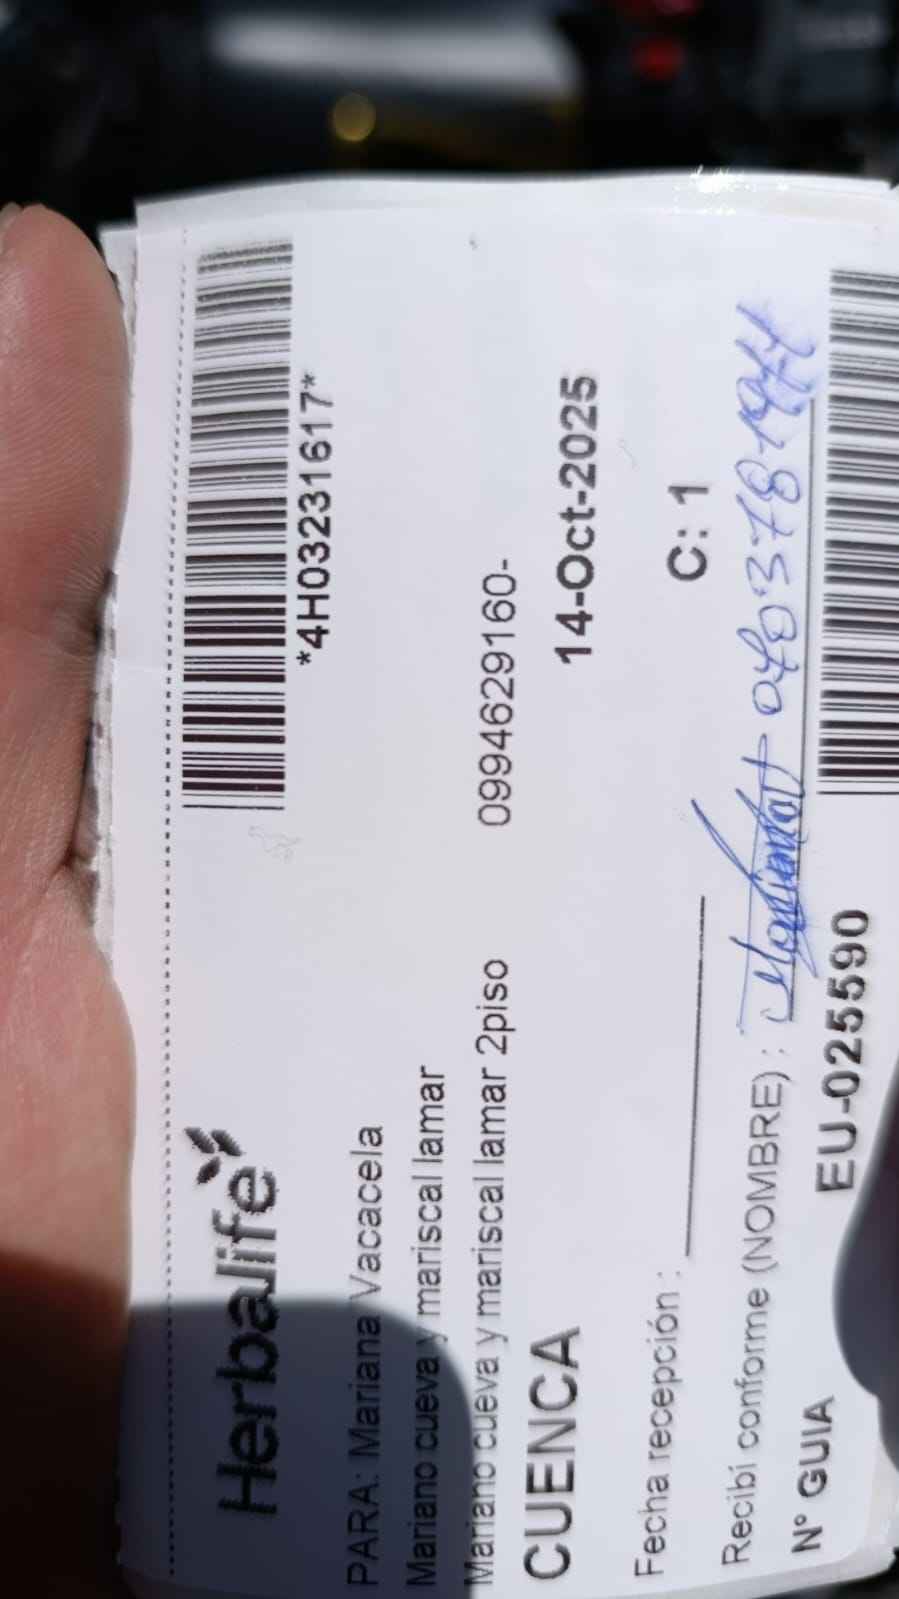 Herbalife
*4H03231617*
PARA: Mariana Vacacela
Mariano cueva y mariscal lamar
Mariano cueva y mariscal lamar 2piso 0994629160-
CUENCA 14-Oct-2025
Fecha recepción :
C: 1
Recibí conforme (NOMBRE) :
N° GUIA EU-025590